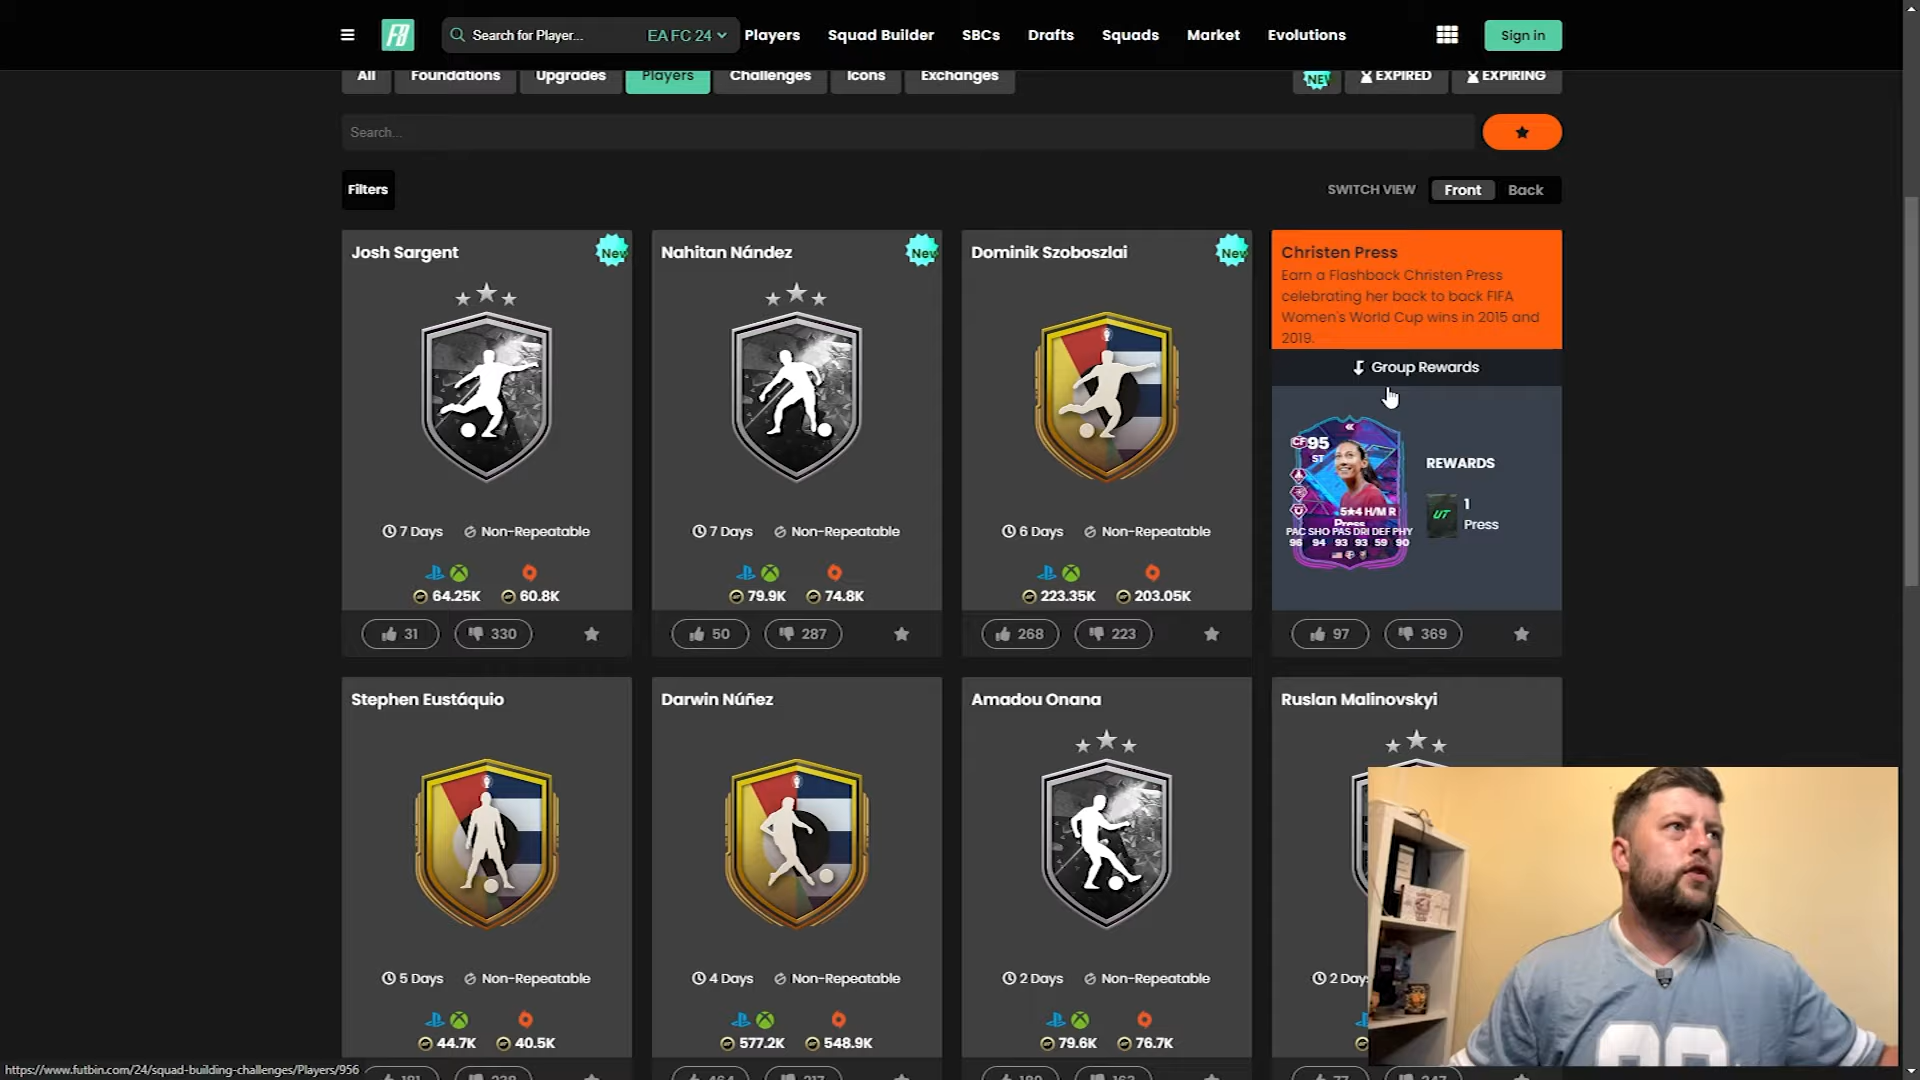 FB
Search for Player...
EA FC 24
Players
Squad Builder
SBCs
Drafts
Squads
Market
Evolutions
Sign in
All
Foundations
Upgrades
Players
Challenges
Icons
Exchanges
NEW
EXPIRED
EXPIRING
Search...
Filters
SWITCH VIEW
Front
Back
Josh Sargent
New
7 Days
Non-Repeatable
64.25K
60.8K
31
330
Nahitan Nández
New
7 Days
Non-Repeatable
79.9K
74.8K
50
287
Dominik Szoboszlai
New
6 Days
Non-Repeatable
223.35K
203.05K
268
223
Christen Press
Earn a Flashback Christen Press
celebrating her back to back FIFA
Women's World Cup wins in 2015 and
2019.
Group Rewards
CF 95
ST
5★4 H/M R
Press
PAC SHO PAS DRI DEF PHY
96 94 93 93 59 90
REWARDS
UT
1
Press
97
369
Stephen Eustáquio
5 Days
Non-Repeatable
44.7K
40.5K
Darwin Núñez
4 Days
Non-Repeatable
577.2K
548.9K
Amadou Onana
2 Days
Non-Repeatable
79.6K
76.7K
Ruslan Malinovskyi
2 Days
https://www.futbin.com/24/squad-building-challenges/Players/956